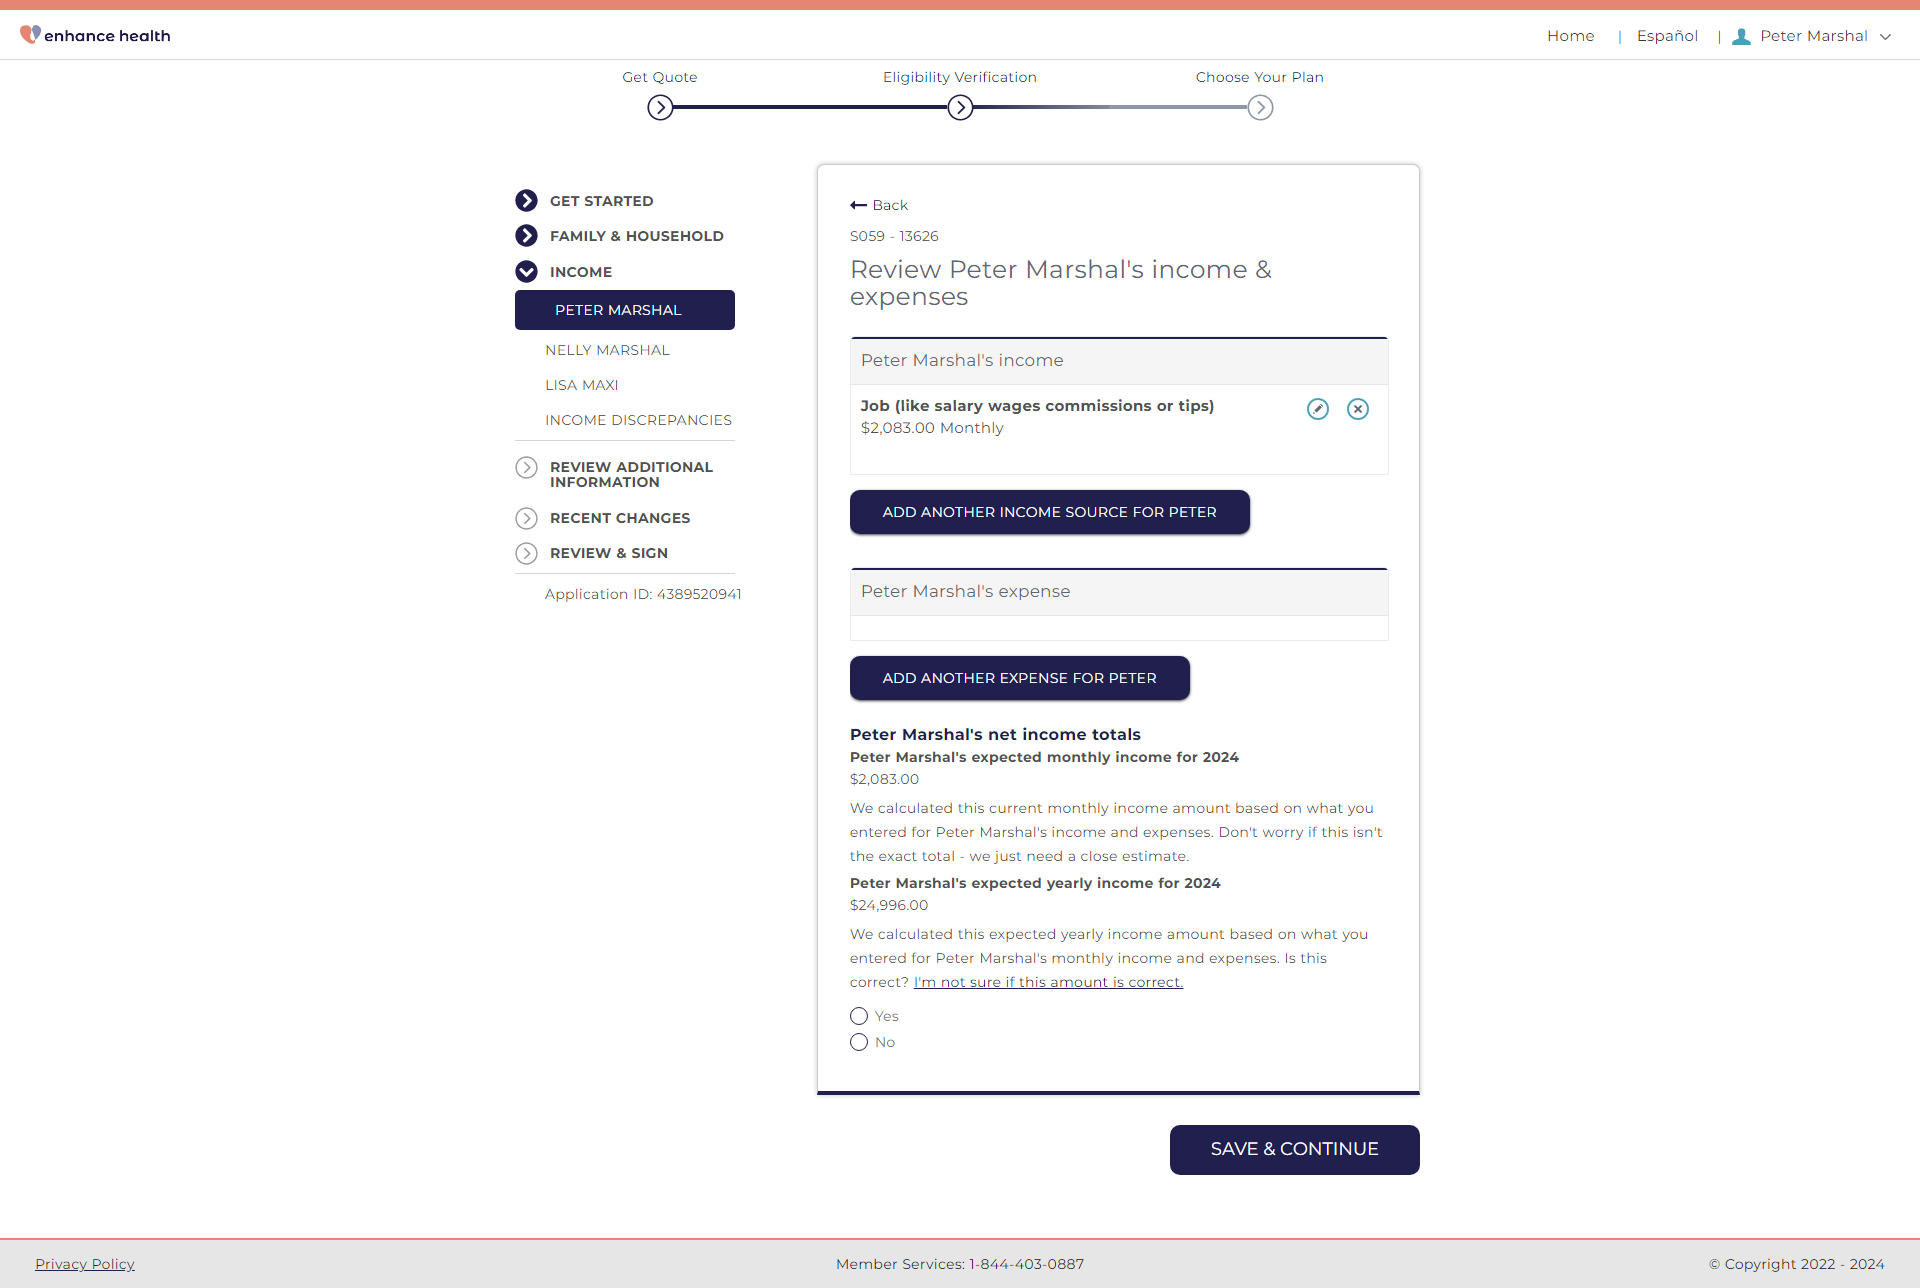 enhance health
Home | Español | Peter Marshal
Get Quote
Eligibility Verification
Choose Your Plan
GET STARTED
FAMILY & HOUSEHOLD
INCOME
PETER MARSHAL
NELLY MARSHAL
LISA MAXI
INCOME DISCREPANCIES
REVIEW ADDITIONAL
INFORMATION
RECENT CHANGES
REVIEW & SIGN
Application ID: 4389520941
Back
S059 - 13626
Review Peter Marshal's income &
expenses
Peter Marshal's income
Job (like salary wages commissions or tips)
$2,083.00 Monthly
ADD ANOTHER INCOME SOURCE FOR PETER
Peter Marshal's expense
ADD ANOTHER EXPENSE FOR PETER
Peter Marshal's net income totals
Peter Marshal's expected monthly income for 2024
$2,083.00
We calculated this current monthly income amount based on what you
entered for Peter Marshal's income and expenses. Don't worry if this isn't
the exact total - we just need a close estimate.
Peter Marshal's expected yearly income for 2024
$24,996.00
We calculated this expected yearly income amount based on what you
entered for Peter Marshal's monthly income and expenses. Is this
correct? I'm not sure if this amount is correct.
Yes
No
SAVE & CONTINUE
Privacy Policy
Member Services: 1-844-403-0887
© Copyright 2022 - 2024